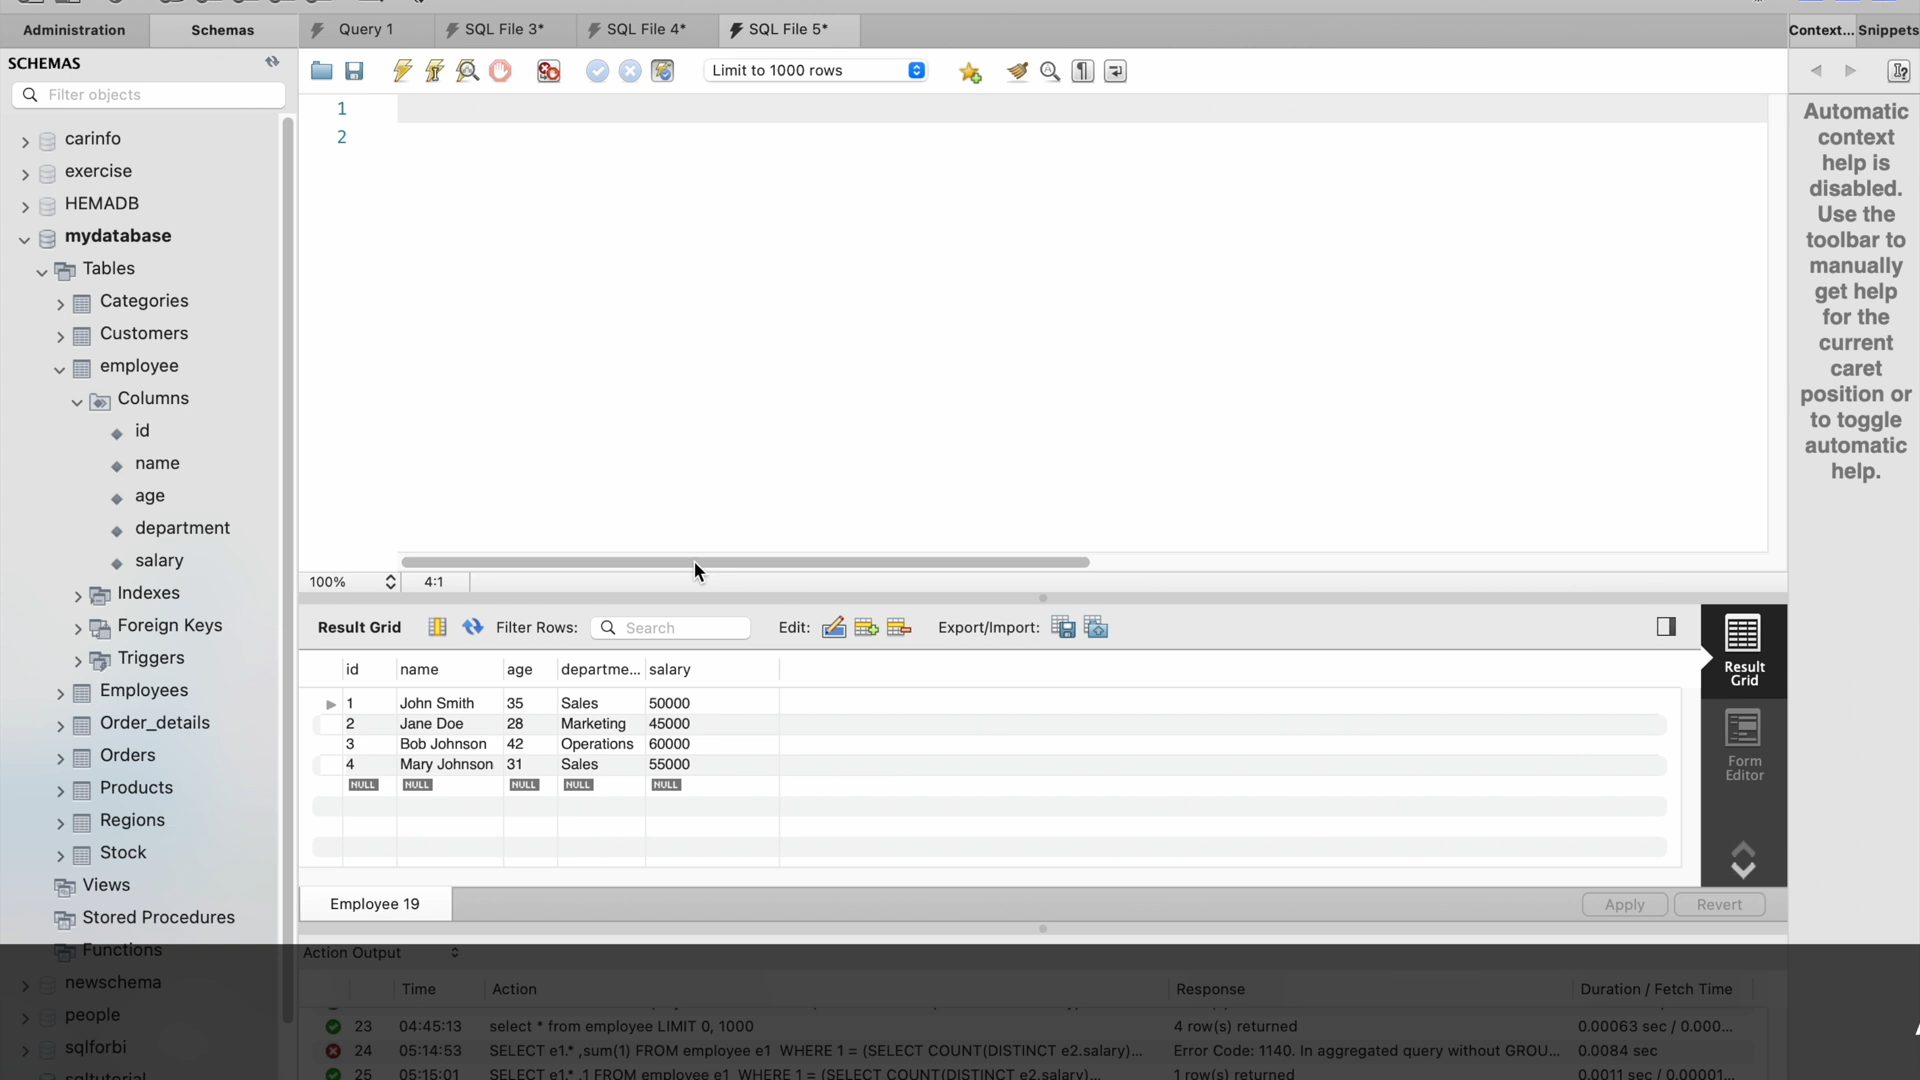 Administration
Schemas
Query 1
SQL File 3*
SQL File 4*
SQL File 5*
Context...
Snippets
SCHEMAS
Filter objects
Limit to 1000 rows
carinfo
exercise
HEMADB
mydatabase
Tables
Categories
Customers
employee
Columns
id
name
age
department
salary
Indexes
Foreign Keys
Triggers
Employees
Order_details
Orders
Products
Regions
Stock
Views
Stored Procedures
Functions
newschema
people
sqlforbi
sqltutorial
1
2
Automatic
context
help is
disabled.
Use the
toolbar to
manually
get help
for the
current
caret
position or
to toggle
automatic
help.
100%
4:1
Result Grid
Filter Rows:
Search
Edit:
Export/Import:
id name age departme... salary
1 John Smith 35 Sales 50000
2 Jane Doe 28 Marketing 45000
3 Bob Johnson 42 Operations 60000
4 Mary Johnson 31 Sales 55000
NULL NULL NULL NULL NULL
Result
Grid
Form
Editor
Employee 19
Apply
Revert
Action Output
Time Action Response Duration / Fetch Time
23 04:45:13 select * from employee LIMIT 0, 1000 4 row(s) returned 0.00063 sec / 0.000...
24 05:14:53 SELECT e1.* ,sum(1) FROM employee e1 WHERE 1 = (SELECT COUNT(DISTINCT e2.salary)... Error Code: 1140. In aggregated query without GROU... 0.0084 sec
25 05:15:01 SELECT e1.* ,1 FROM employee e1 WHERE 1 = (SELECT COUNT(DISTINCT e2.salary)... 1 row(s) returned 0.0011 sec / 0.00001...